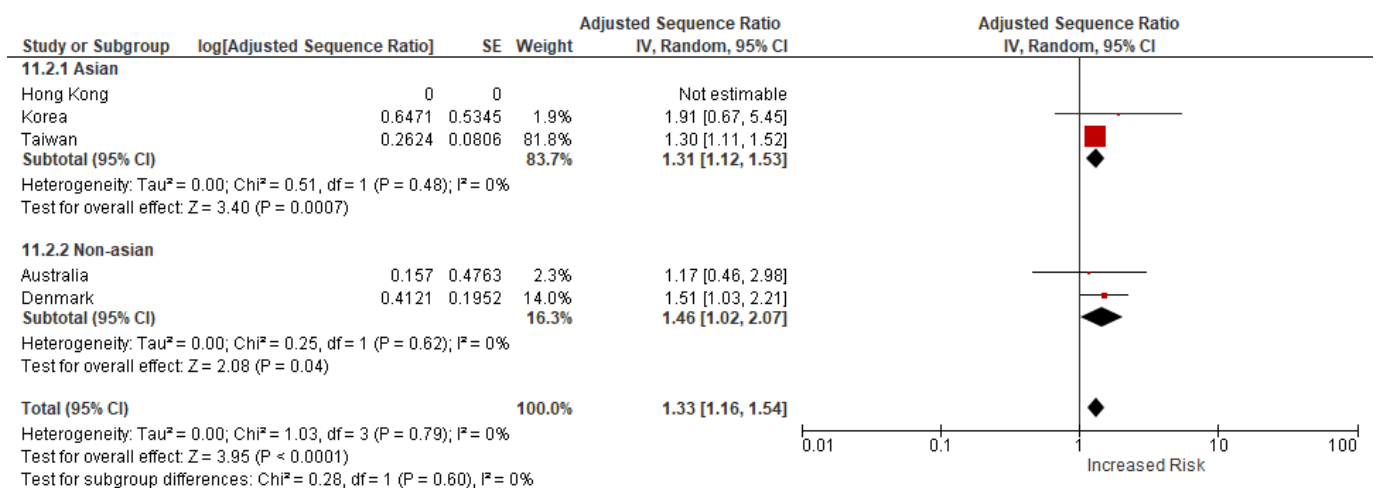 Adjusted Sequence Ratio Adjusted Sequence Ratio
Study or Subgroup log[Adjusted Sequence Ratio] SE Weight IV, Random, 95% CI IV, Random, 95% CI
11.2.1 Asian
Hong Kong 0 0 Not estimable
Korea 0.6471 0.5345 1.9% 1.91 [0.67, 5.45]
Taiwan 0.2624 0.0806 81.8% 1.30 [1.11, 1.52]
Subtotal (95% CI) 83.7% 1.31 [1.12, 1.53]
Heterogeneity: Tau² = 0.00; Chi² = 0.51, df = 1 (P = 0.48); I² = 0%
Test for overall effect: Z = 3.40 (P = 0.0007)
11.2.2 Non-asian
Australia 0.157 0.4763 2.3% 1.17 [0.46, 2.98]
Denmark 0.4121 0.1952 14.0% 1.51 [1.03, 2.21]
Subtotal (95% CI) 16.3% 1.46 [1.02, 2.07]
Heterogeneity: Tau² = 0.00; Chi² = 0.25, df = 1 (P = 0.62); I² = 0%
Test for overall effect: Z = 2.08 (P = 0.04)
Total (95% CI) 100.0% 1.33 [1.16, 1.54]
Heterogeneity: Tau² = 0.00; Chi² = 1.03, df = 3 (P = 0.79); I² = 0%
Test for overall effect: Z = 3.95 (P < 0.0001)
Test for subgroup differences: Chi² = 0.28, df = 1 (P = 0.60), I² = 0%
0.01 0.1 1 10 100
Increased Risk